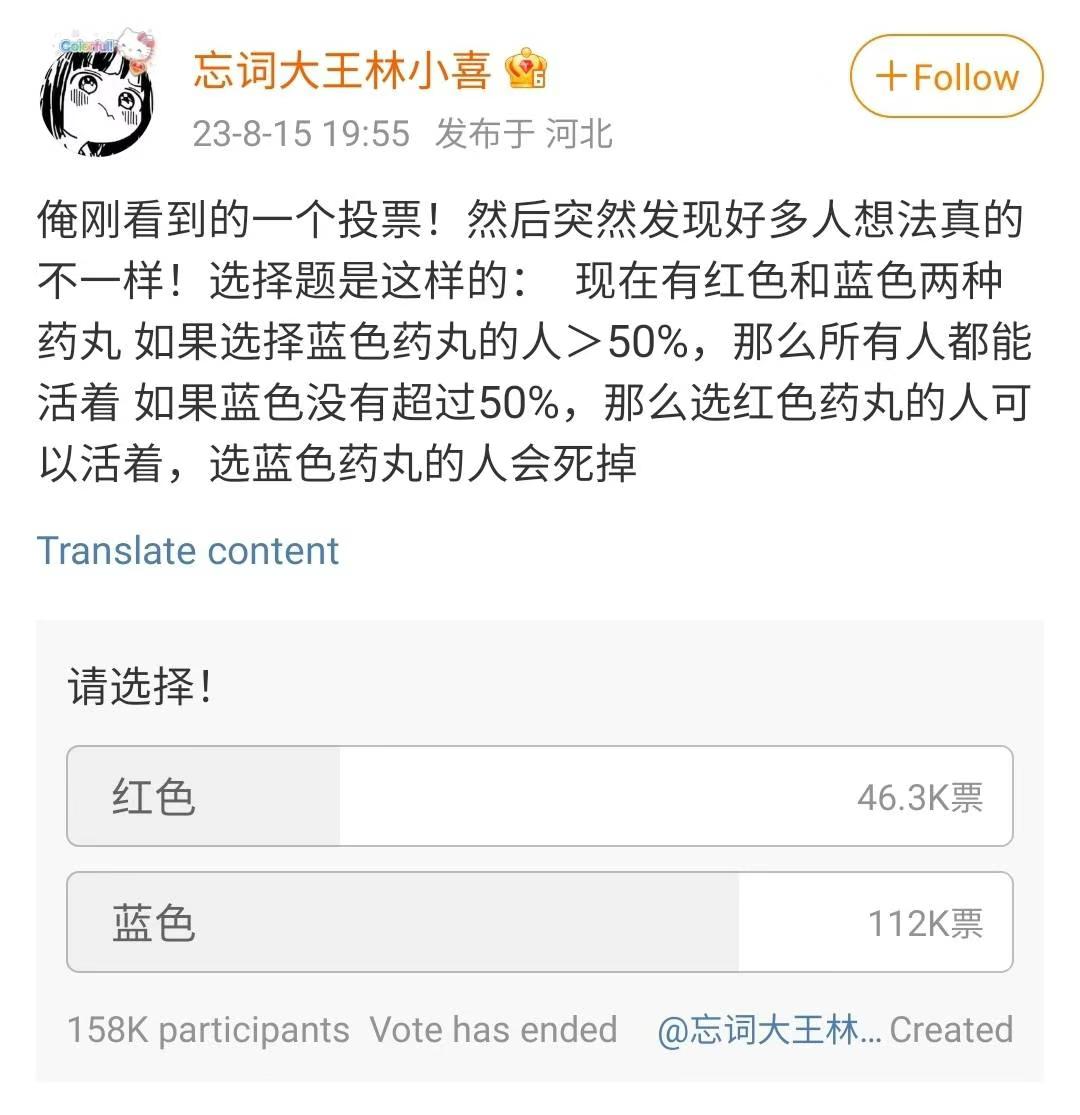 Colorful!
忘词大王林小喜
6
+Follow
23-8-15 19:55 发布于 河北
俺刚看到的一个投票！然后突然发现好多人想法真的
不一样！选择题是这样的： 现在有红色和蓝色两种
药丸 如果选择蓝色药丸的人＞50%，那么所有人都能
活着 如果蓝色没有超过50%，那么选红色药丸的人可
以活着，选蓝色药丸的人会死掉
Translate content
请选择！
红色 46.3K票
蓝色 112K票
158K participants Vote has ended @忘词大王林... Created